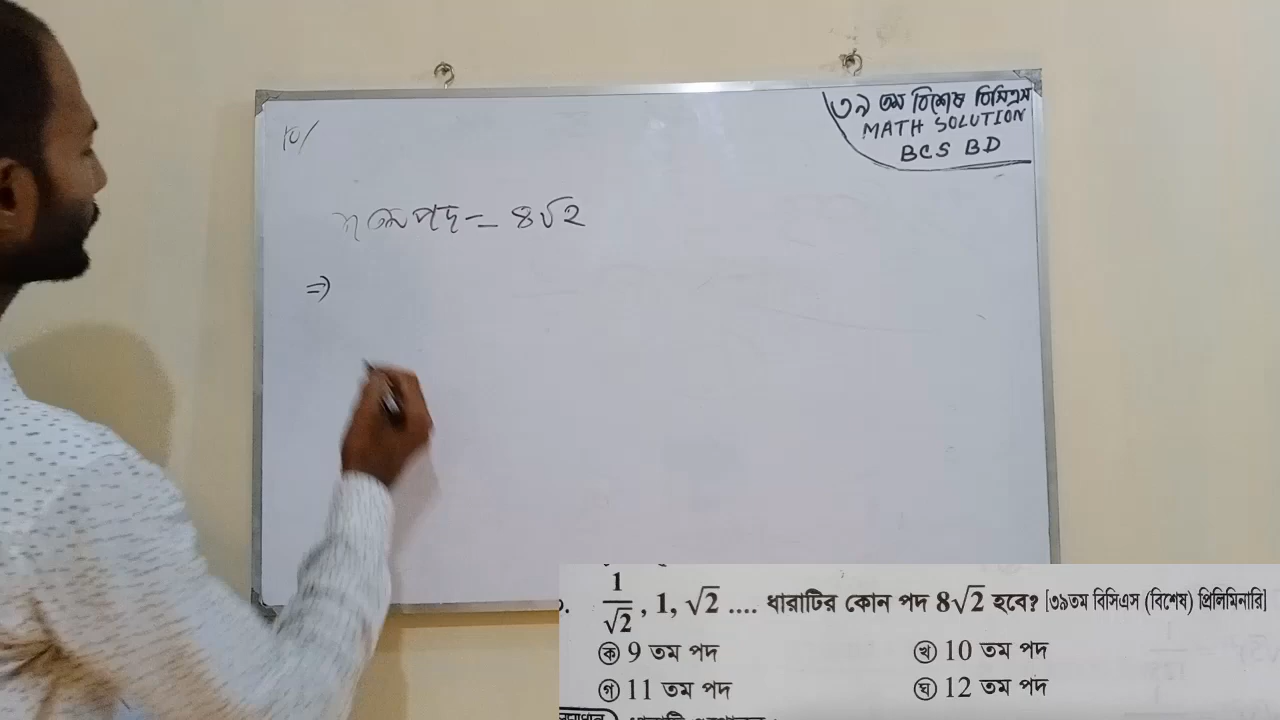 ৩৯ তম বিশেষ বিসিএস
MATH SOLUTION
BCS BD
10/
n তম পদ = 8√2
⇒
1/√2, 1, √2 .... ধারাটির কোন পদ 8√2 হবে? [৩৯তম বিসিএস (বিশেষ) প্রিলিমিনারি]
ক 9 তম পদ
খ 10 তম পদ
গ 11 তম পদ
ঘ 12 তম পদ